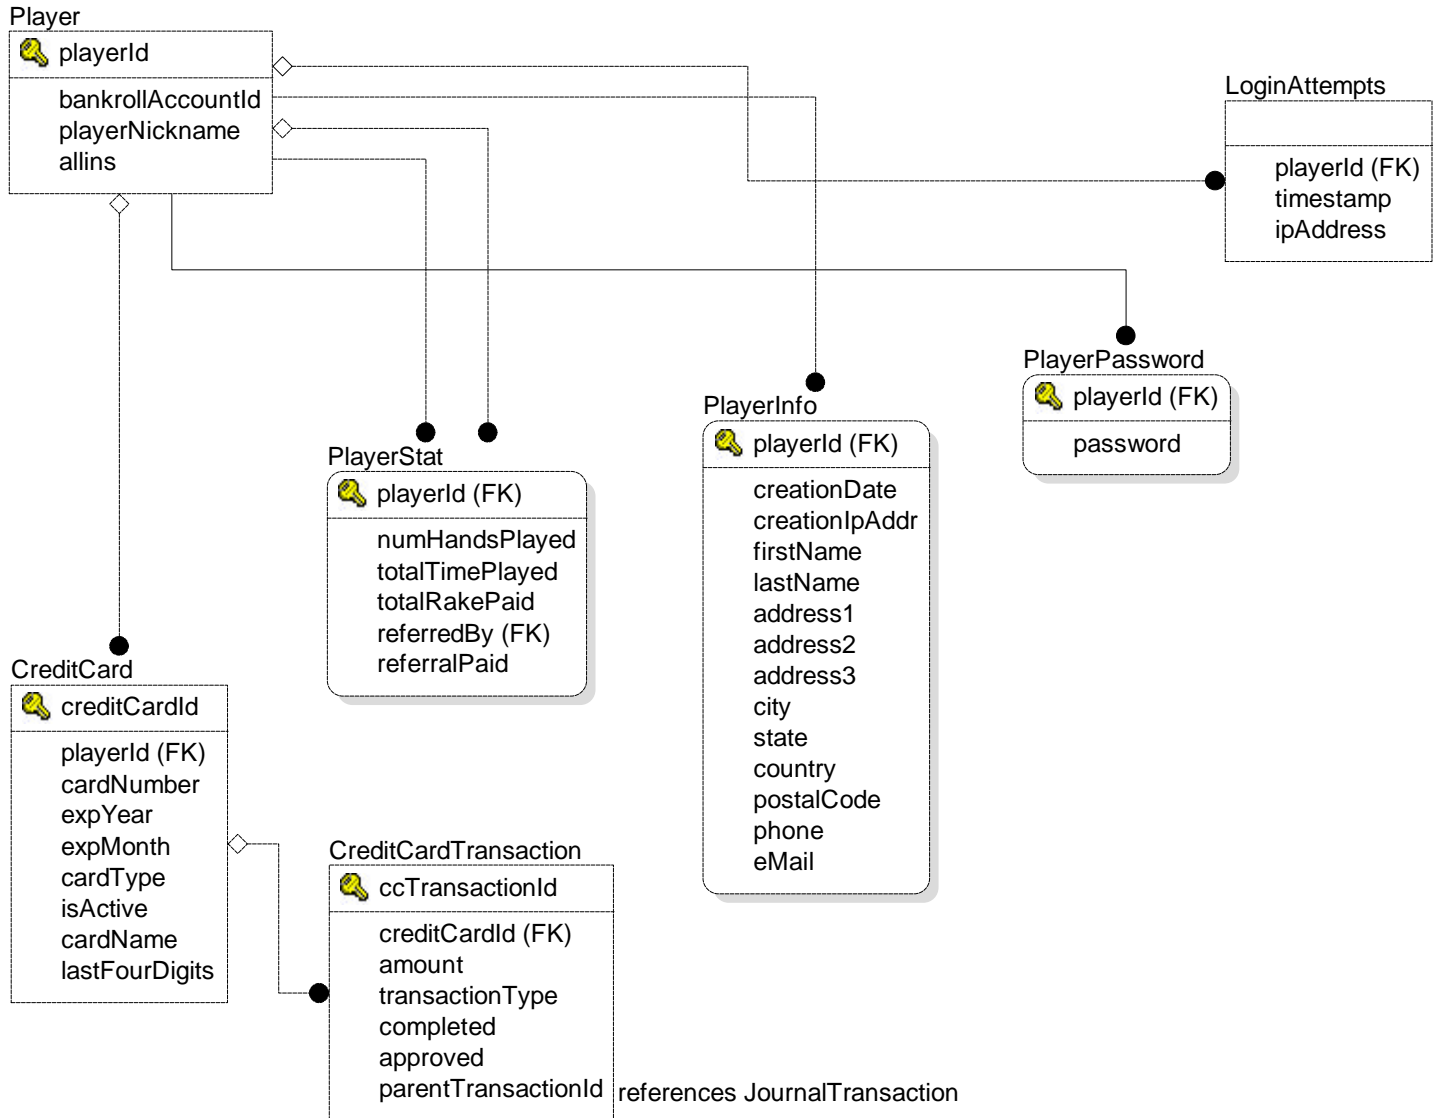 Player
playerId
bankrollAccountId
playerNickname
allins
LoginAttempts
playerId (FK)
timestamp
ipAddress
PlayerPassword
playerId (FK)
password
PlayerInfo
playerId (FK)
creationDate
creationIpAddr
firstName
lastName
address1
address2
address3
city
state
country
postalCode
phone
eMail
PlayerStat
playerId (FK)
numHandsPlayed
totalTimePlayed
totalRakePaid
referredBy (FK)
referralPaid
CreditCard
creditCardId
playerId (FK)
cardNumber
expYear
expMonth
cardType
isActive
cardName
lastFourDigits
CreditCardTransaction
ccTransactionId
creditCardId (FK)
amount
transactionType
completed
approved
parentTransactionId references JournalTransaction